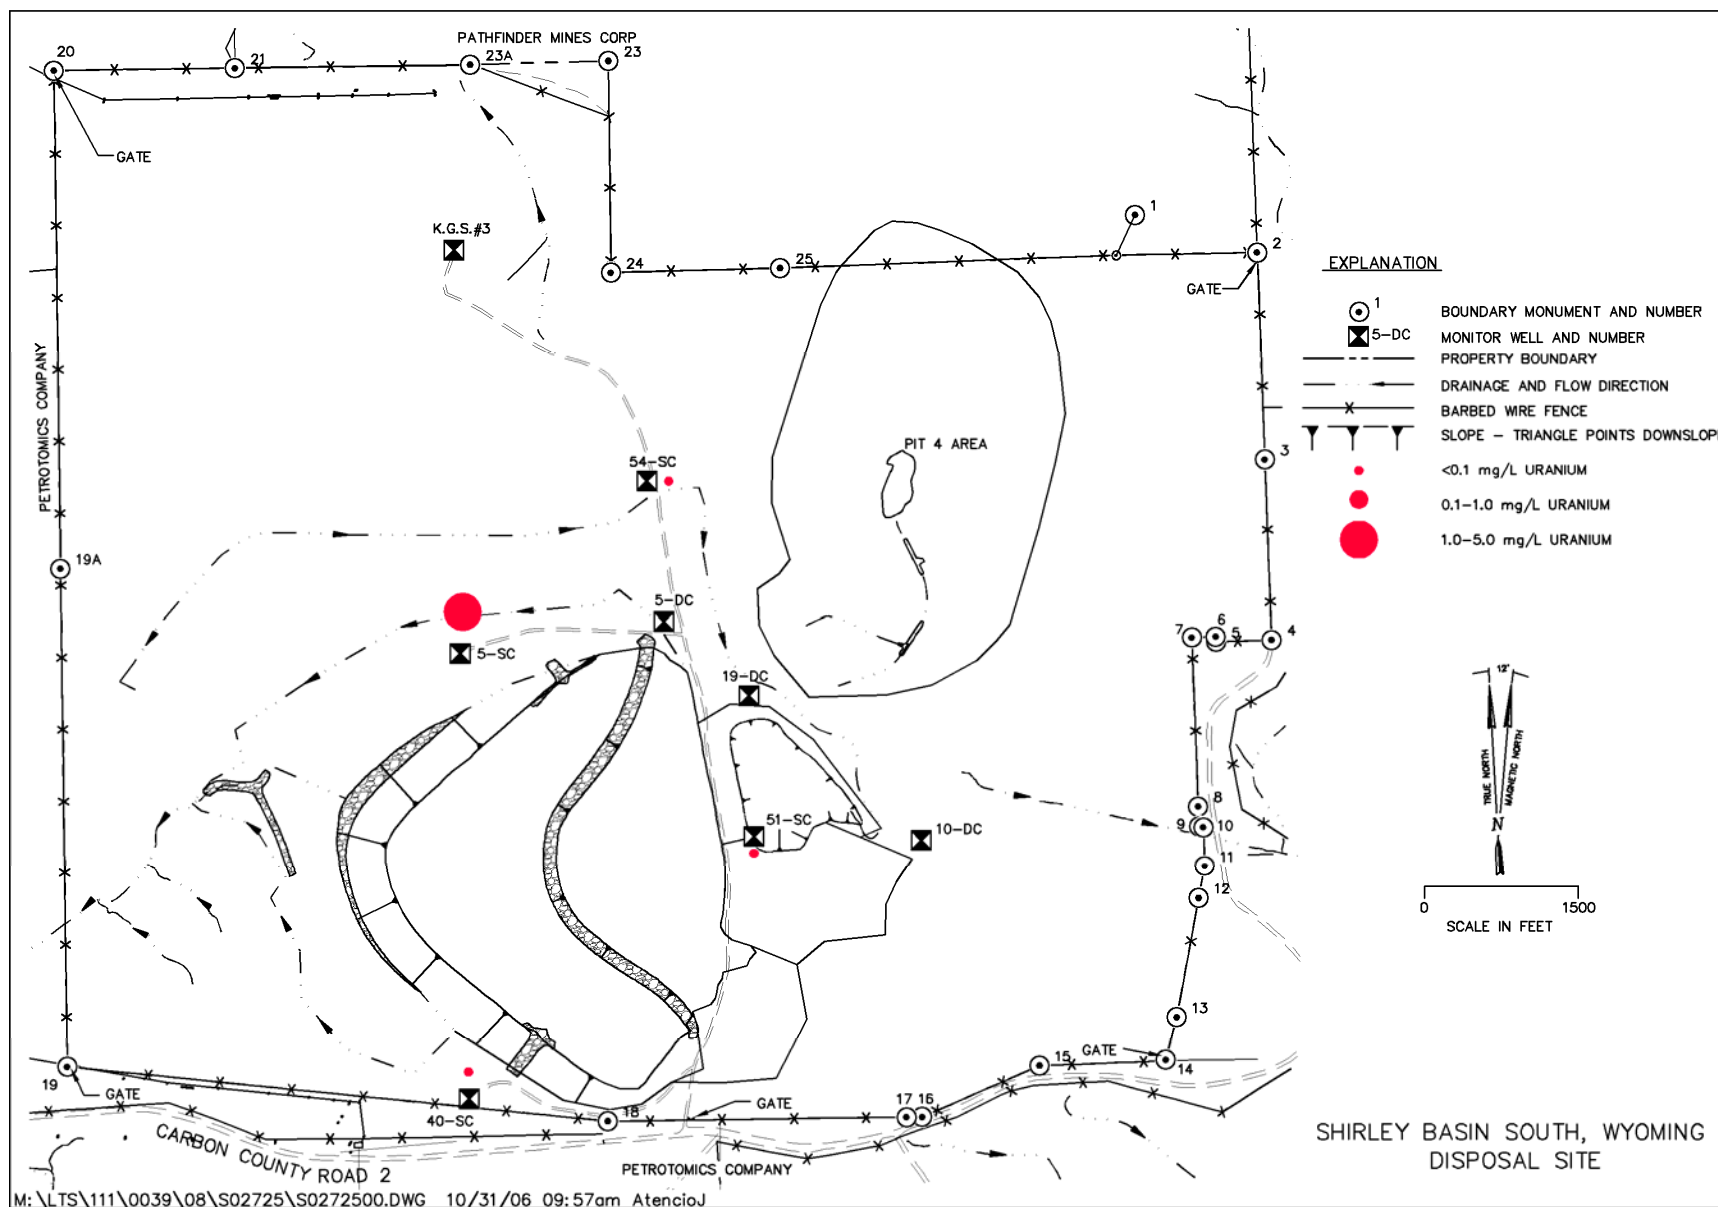 PATHFINDER MINES CORP
20
21
23A
23
GATE
K.G.S.#3
1
24
25
2
GATE
PETROTOMICS COMPANY
EXPLANATION
1
BOUNDARY MONUMENT AND NUMBER
5-DC
MONITOR WELL AND NUMBER
PROPERTY BOUNDARY
DRAINAGE AND FLOW DIRECTION
BARBED WIRE FENCE
SLOPE – TRIANGLE POINTS DOWNSLOP
<0.1 mg/L URANIUM
0.1–1.0 mg/L URANIUM
1.0–5.0 mg/L URANIUM
PIT 4 AREA
3
54-SC
19A
5-DC
5-SC
7
6
5
4
19-DC
12°
TRUE NORTH
MAGNETIC NORTH
N
51-SC
10-DC
8
9
10
11
12
0
1500
SCALE IN FEET
13
GATE
14
15
19
GATE
40-SC
18
GATE
17
16
CARBON COUNTY ROAD 2
PETROTOMICS COMPANY
SHIRLEY BASIN SOUTH, WYOMING
DISPOSAL SITE
M:\LTS\111\0039\08\S02725\S0272500.DWG 10/31/06 09:57am AtencioJ